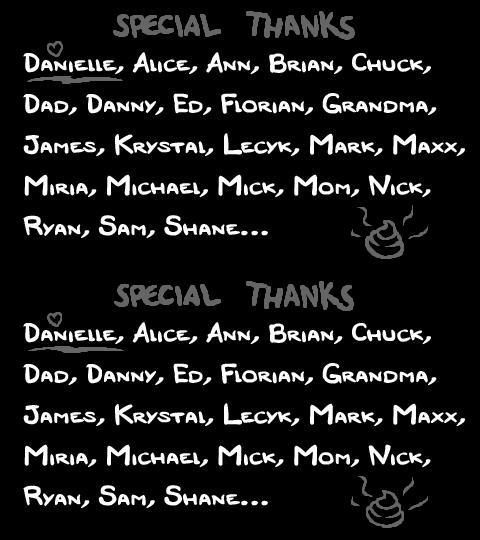 SPECIAL THANKS
DANIELLE, ALICE, ANN, BRIAN, CHUCK,
DAD, DANNY, ED, FLORIAN, GRANDMA,
JAMES, KRYSTAL, LECYK, MARK, MAXX,
MIRIA, MICHAEL, MICK, MOM, NICK,
RYAN, SAM, SHANE...
SPECIAL THANKS
DANIELLE, ALICE, ANN, BRIAN, CHUCK,
DAD, DANNY, ED, FLORIAN, GRANDMA,
JAMES, KRYSTAL, LECYK, MARK, MAXX,
MIRIA, MICHAEL, MICK, MOM, NICK,
RYAN, SAM, SHANE...